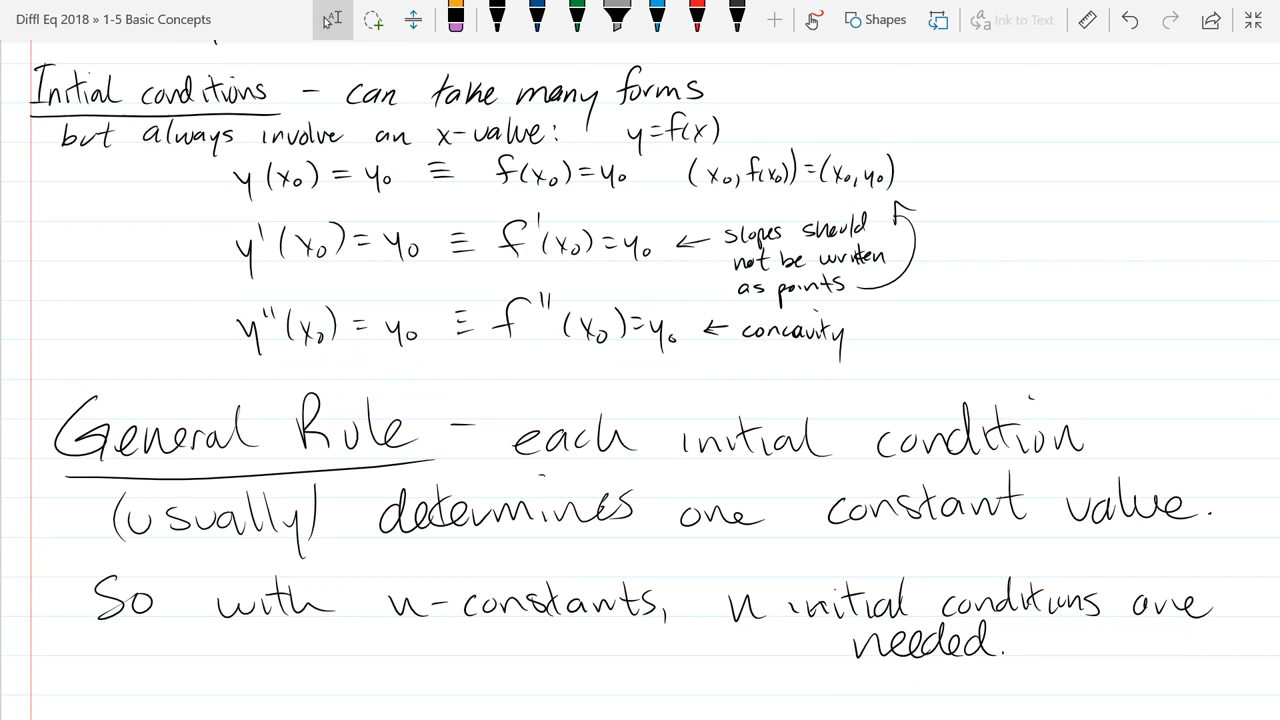 Diffl Eq 2018 » 1-5 Basic Concepts
Shapes
Ink to Text
Initial conditions - can take many forms
but always involve an x-value: y=f(x)
y(x₀) = y₀ ≡ f(x₀)=y₀ (x₀,f(x₀))=(x₀,y₀)
y'(x₀) = y₀ ≡ f'(x₀)=y₀ ← slopes should
not be written
as points
y''(x₀) = y₀ ≡ f''(x₀)=y₀ ← concavity
General Rule - each initial condition
(usually) determines one constant value.
So with n-constants, n initial conditions are
needed.